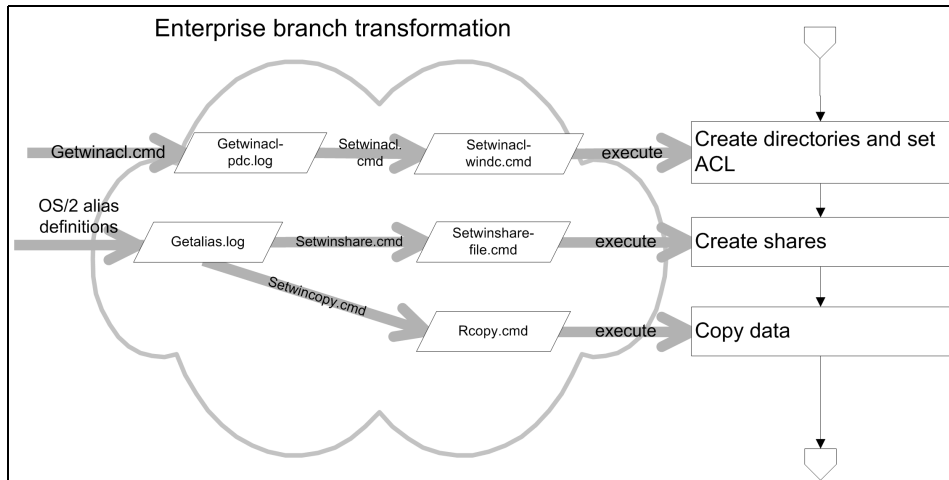 Enterprise branch transformation
Getwinacl.cmd
Getwinacl-
pdc.log
Setwinacl.
cmd
Setwinacl-
windc.cmd
execute
Create directories and set
ACL
OS/2 alias
definitions
Getalias.log
Setwinshare.cmd
Setwinshare-
file.cmd
execute
Create shares
Setwincopy.cmd
Rcopy.cmd
execute
Copy data